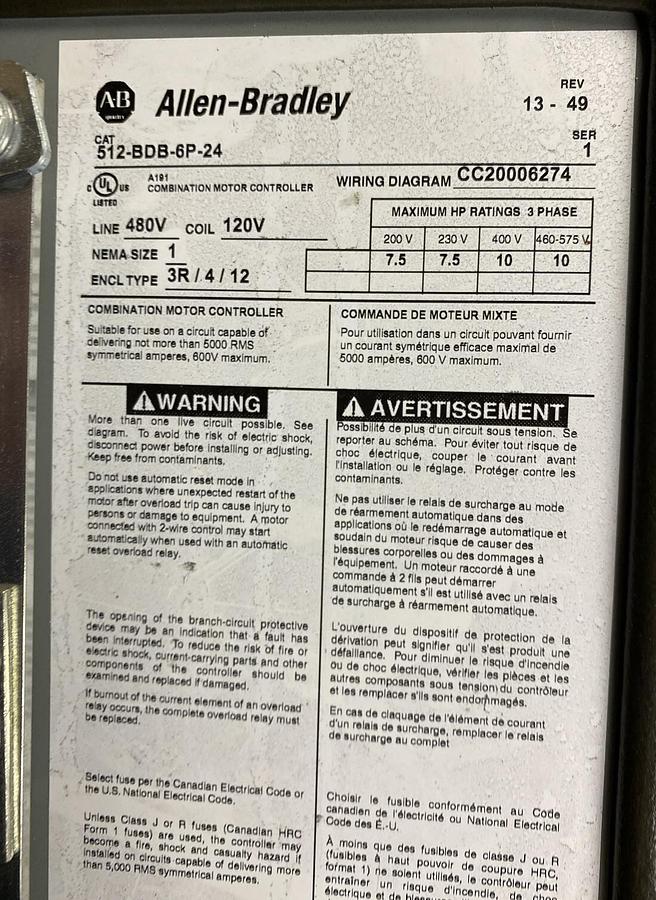 A-B
QUALITY
Allen-Bradley
REV
13 - 49
CAT
512-BDB-6P-24
SER
1
C UL US
LISTED
A191
COMBINATION MOTOR CONTROLLER
WIRING DIAGRAM CC20006274
LINE 480V COIL 120V
NEMA SIZE 1
ENCL TYPE 3R / 4 / 12
MAXIMUM HP RATINGS 3 PHASE
200 V 230 V 400 V 460-575 V
7.5 7.5 10 10
COMBINATION MOTOR CONTROLLER
Suitable for use on a circuit capable of
delivering not more than 5000 RMS
symmetrical amperes, 600V maximum.
COMMANDE DE MOTEUR MIXTE
Pour utilisation dans un circuit pouvant fournir
un courant symétrique efficace maximal de
5000 ampères, 600 V maximum.
WARNING
More than one live circuit possible. See
diagram. To avoid the risk of electric shock,
disconnect power before installing or adjusting.
Keep free from contaminants.
Do not use automatic reset mode in
applications where unexpected restart of the
motor after overload trip can cause injury to
persons or damage to equipment. A motor
connected with 2-wire control may start
automatically when used with an automatic
reset overload relay.
The opening of the branch-circuit protective
device may be an indication that a fault has
been interrupted. To reduce the risk of fire or
electric shock, current-carrying parts and other
components of the controller should be
examined and replaced if damaged.
If burnout of the current element of an overload
relay occurs, the complete overload relay must
be replaced.
Select fuse per the Canadian Electrical Code or
the U.S. National Electrical Code.
Unless Class J or R fuses (Canadian HRC
Form 1 fuses) are used, the controller may
become a fire, shock and casualty hazard if
installed on circuits capable of delivering more
than 5,000 RMS symmetrical amperes.
AVERTISSEMENT
Possibilité de plus d'un circuit sous tension. Se
reporter au schéma. Pour éviter tout risque de
choc électrique, couper le courant avant
l'installation ou le réglage. Protéger contre les
contaminants.
Ne pas utiliser le relais de surcharge au mode
de réarmement automatique dans des
applications où le redémarrage automatique et
soudain du moteur risque de causer des
blessures corporelles ou des dommages à
l'équipement. Un moteur raccordé à une
commande à 2 fils peut démarrer
automatiquement s'il est utilisé avec un relais
de surcharge à réarmement automatique.
L'ouverture du dispositif de protection de la
dérivation peut signifier qu'il s'est produit une
défaillance. Pour diminuer le risque d'incendie
ou de choc électrique, vérifier les pièces et les
autres composants sous tension du contrôleur
et les remplacer s'ils sont endommagés.
En cas de claquage de l'élément de courant
d'un relais de surcharge, remplacer le relais
de surcharge au complet
Choisir le fusible conformément au Code
canadien de l'électricité ou National Electrical
Code des É.-U.
À moins que des fusibles de classe J ou R
(fusibles à haut pouvoir de coupure HRC,
format 1) ne soient utilisés, le contrôleur peut
entraîner un risque d'incendie, de choc
électrique et de